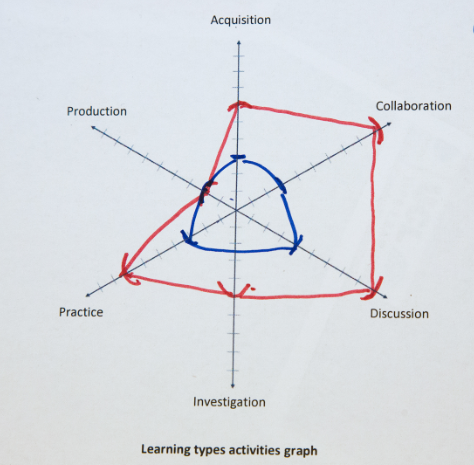 Acquisition
Production
Collaboration
Practice
Discussion
Investigation
Learning types activities graph